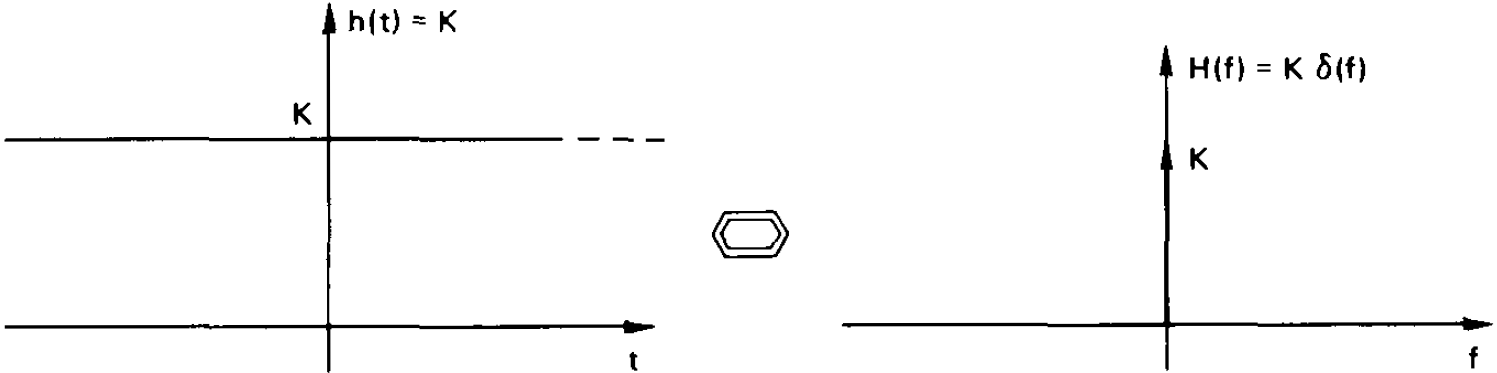 h(t) = K
K
t
H(f) = K δ(f)
K
f